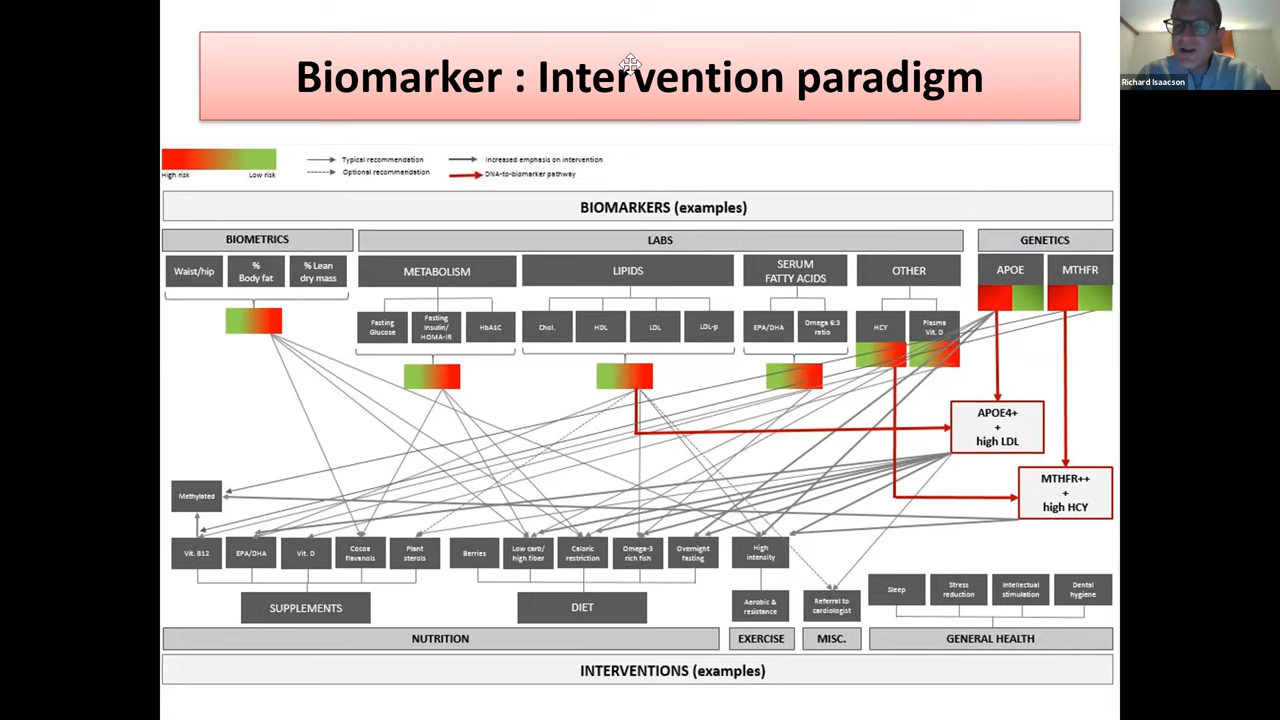 Biomarker : Intervention paradigm
Richard Isaacson
High risk
Low risk
Typical recommendation
Optional recommendation
Increased emphasis on intervention
DNA-to-biomarker pathway
BIOMARKERS (examples)
BIOMETRICS
LABS
GENETICS
Waist/hip
%
Body fat
% Lean
dry mass
METABOLISM
LIPIDS
SERUM
FATTY ACIDS
OTHER
APOE
MTHFR
Fasting
Glucose
Fasting
Insulin/
HOMA-IR
HbA1C
Chol.
HDL
LDL
LDL-p
EPA/DHA
Omega 6:3
ratio
HCY
Plasma
Vit. D
APOE4+
+
high LDL
MTHFR++
+
high HCY
Methylated
Vit. B12
EPA/DHA
Vit. D
Cocoa
flavanols
Plant
sterols
Berries
Low carb/
high fiber
Caloric
restriction
Omega-3
rich fish
Overnight
fasting
High
intensity
Aerobic &
resistance
Referral to
cardiologist
Sleep
Stress
reduction
Intellectual
stimulation
Dental
hygiene
SUPPLEMENTS
DIET
NUTRITION
EXERCISE
MISC.
GENERAL HEALTH
INTERVENTIONS (examples)